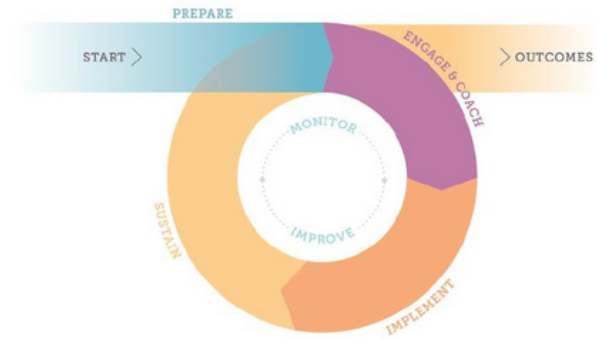 PREPARE
START
ENGAGE & COACH
OUTCOMES
MONITOR
IMPROVE
SUSTAIN
IMPLEMENT